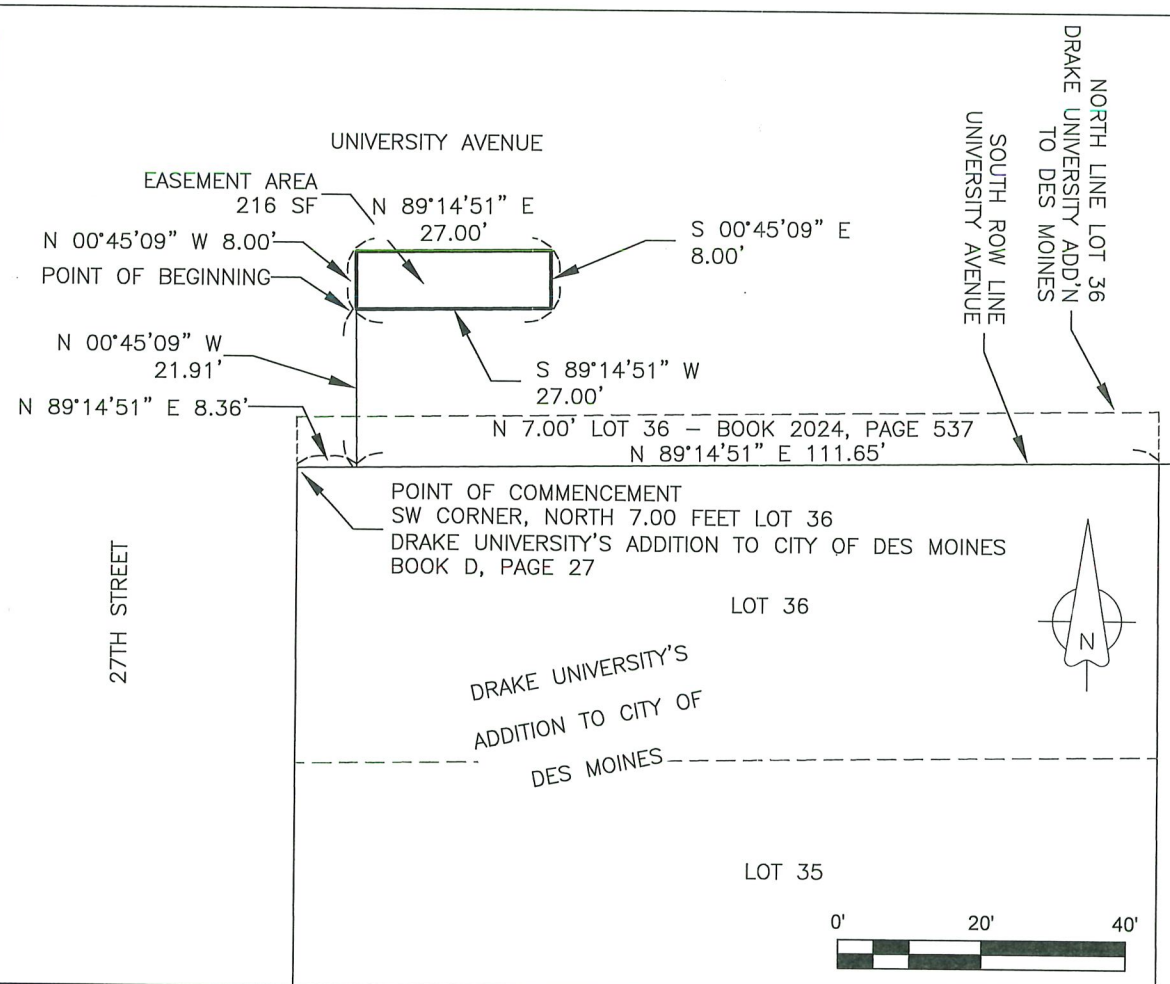 UNIVERSITY AVENUE
EASEMENT AREA
216 SF
N 89°14'51" E
27.00'
N 00°45'09" W 8.00'
POINT OF BEGINNING
S 00°45'09" E
8.00'
N 00°45'09" W
21.91'
S 89°14'51" W
27.00'
N 89°14'51" E 8.36'
NORTH LINE LOT 36
DRAKE UNIVERSITY ADD'N
TO DES MOINES
SOUTH ROW LINE
UNIVERSITY AVENUE
N 7.00' LOT 36 – BOOK 2024, PAGE 537
N 89°14'51" E 111.65'
POINT OF COMMENCEMENT
SW CORNER, NORTH 7.00 FEET LOT 36
DRAKE UNIVERSITY'S ADDITION TO CITY OF DES MOINES
BOOK D, PAGE 27
27TH STREET
LOT 36
N
DRAKE UNIVERSITY'S
ADDITION TO CITY OF
DES MOINES
LOT 35
0' 20' 40'